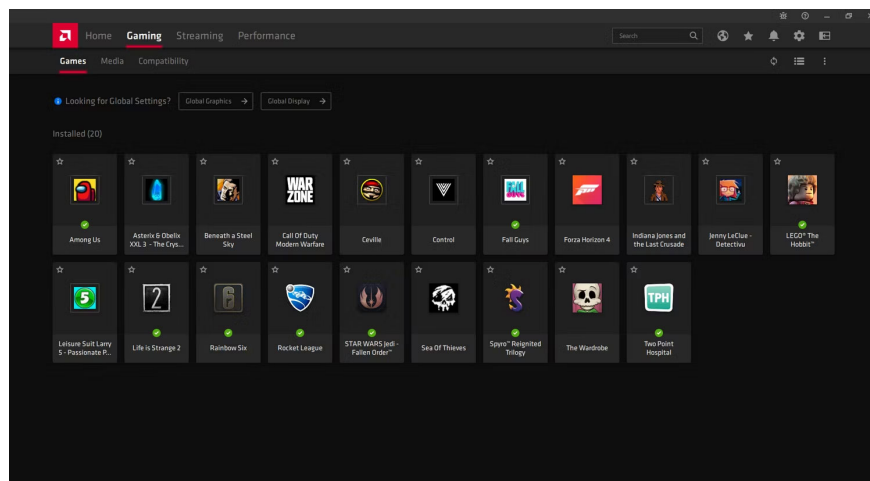 Home Gaming Streaming Performance Search
Games Media Compatibility
Looking for Global Settings? Global Graphics Global Display
Installed (20)
WAR
ZONE
FALL
Among Us
Asterix & Obelix
XXL 3 - The Crys...
Beneath a Steel
Sky
Call Of Duty
Modern Warfare
Ceville
Control
Fall Guys
Forza Horizon 4
Indiana Jones and
the Last Crusade
Jenny LeClue -
Detectivu
LEGO® The
Hobbit™
5
2
6
TPH
Leisure Suit Larry
5 - Passionate P...
Life is Strange 2
Rainbow Six
Rocket League
STAR WARS Jedi -
Fallen Order™
Sea Of Thieves
Spyro™ Reignited
Trilogy
The Wardrobe
Two Point
Hospital